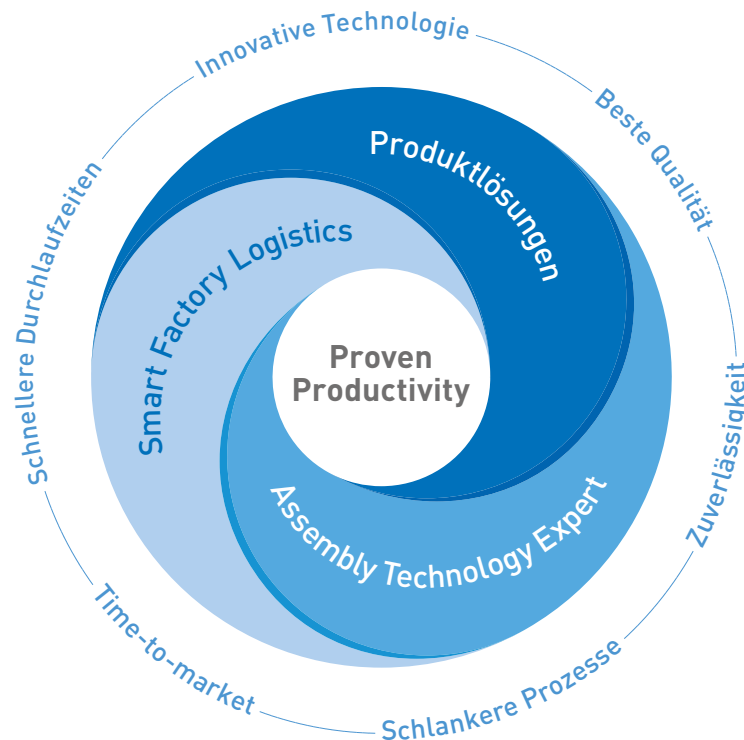 Innovative Technologie
Beste Qualität
Zuverlässigkeit
Schlankere Prozesse
Time-to-market
Schnellere Durchlaufzeiten
Produktlösungen
Assembly Technology Expert
Smart Factory Logistics
Proven
Productivity